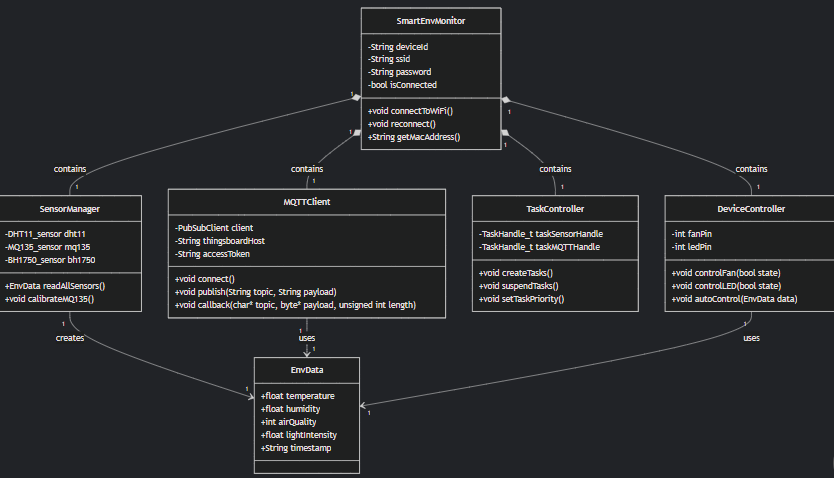 SmartEnvMonitor
-String deviceId
-String ssid
-String password
-bool isConnected
+void connectToWiFi()
+void reconnect()
+String getMacAddress()
1
1
1
1
contains
contains
contains
contains
1
1
1
1
SensorManager
-DHT11_sensor dht11
-MQ135_sensor mq135
-BH1750_sensor bh1750
+EnvData readAllSensors()
+void calibrateMQ135()
MQTTClient
-PubSubClient client
-String thingsboardHost
-String accessToken
+void connect()
+void publish(String topic, String payload)
+void callback(char* topic, byte* payload, unsigned int length)
TaskController
-TaskHandle_t taskSensorHandle
-TaskHandle_t taskMQTTHandle
+void createTasks()
+void suspendTasks()
+void setTaskPriority()
DeviceController
-int fanPin
-int ledPin
+void controlFan(bool state)
+void controlLED(bool state)
+void autoControl(EnvData data)
1
1
1
creates
uses
uses
1
1
1
EnvData
+float temperature
+float humidity
+int airQuality
+float lightIntensity
+String timestamp